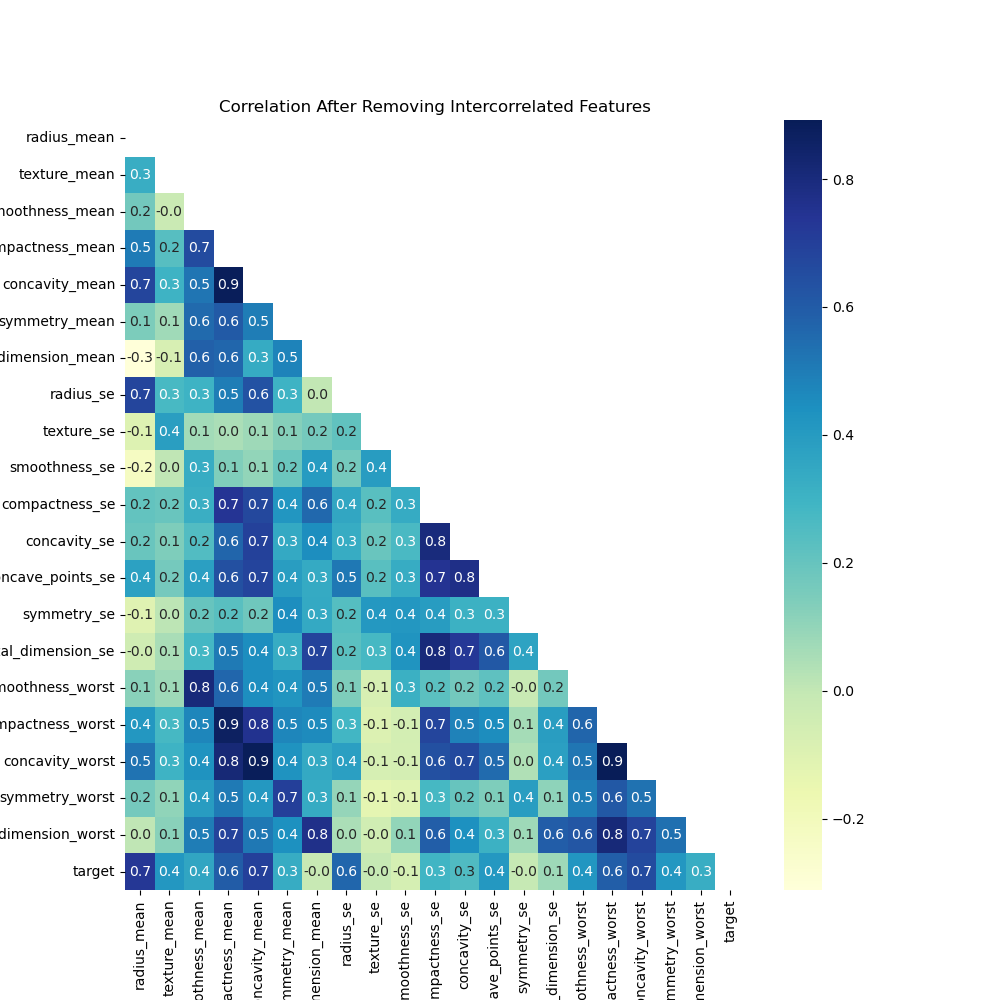 Correlation After Removing Intercorrelated Features
radius_mean
texture_mean 0.3
noothness_mean 0.2 -0.0
mpactness_mean 0.5 0.2 0.7
concavity_mean 0.7 0.3 0.5 0.9
symmetry_mean 0.1 0.1 0.6 0.6 0.5
dimension_mean -0.3 -0.1 0.6 0.6 0.3 0.5
radius_se 0.7 0.3 0.3 0.5 0.6 0.3 0.0
texture_se -0.1 0.4 0.1 0.0 0.1 0.1 0.2 0.2
smoothness_se -0.2 0.0 0.3 0.1 0.1 0.2 0.4 0.2 0.4
compactness_se 0.2 0.2 0.3 0.7 0.7 0.4 0.6 0.4 0.2 0.3
concavity_se 0.2 0.1 0.2 0.6 0.7 0.3 0.4 0.3 0.2 0.3 0.8
ncave_points_se 0.4 0.2 0.4 0.6 0.7 0.4 0.3 0.5 0.2 0.3 0.7 0.8
symmetry_se -0.1 0.0 0.2 0.2 0.2 0.4 0.3 0.2 0.4 0.4 0.4 0.3 0.3
al_dimension_se -0.0 0.1 0.3 0.5 0.4 0.3 0.7 0.2 0.3 0.4 0.8 0.7 0.6 0.4
noothness_worst 0.1 0.1 0.8 0.6 0.4 0.4 0.5 0.1 -0.1 0.3 0.2 0.2 0.2 -0.0 0.2
mpactness_worst 0.4 0.3 0.5 0.9 0.8 0.5 0.5 0.3 -0.1 -0.1 0.7 0.5 0.5 0.1 0.4 0.6
concavity_worst 0.5 0.3 0.4 0.8 0.9 0.4 0.3 0.4 -0.1 -0.1 0.6 0.7 0.5 0.0 0.4 0.5 0.9
symmetry_worst 0.2 0.1 0.4 0.5 0.4 0.7 0.3 0.1 -0.1 -0.1 0.3 0.2 0.1 0.4 0.1 0.5 0.6 0.5
dimension_worst 0.0 0.1 0.5 0.7 0.5 0.4 0.8 0.0 -0.0 0.1 0.6 0.4 0.3 0.1 0.6 0.6 0.8 0.7 0.5
target 0.7 0.4 0.4 0.6 0.7 0.3 -0.0 0.6 -0.0 -0.1 0.3 0.3 0.4 -0.0 0.1 0.4 0.6 0.7 0.4 0.3
radius_mean
texture_mean
othness_mean
actness_mean
ncavity_mean
mmetry_mean
ension_mean
radius_se
texture_se
moothness_se
mpactness_se
concavity_se
ave_points_se
symmetry_se
_dimension_se
othness_worst
actness_worst
oncavity_worst
mmetry_worst
mension_worst
target
0.8
0.6
0.4
0.2
0.0
−0.2